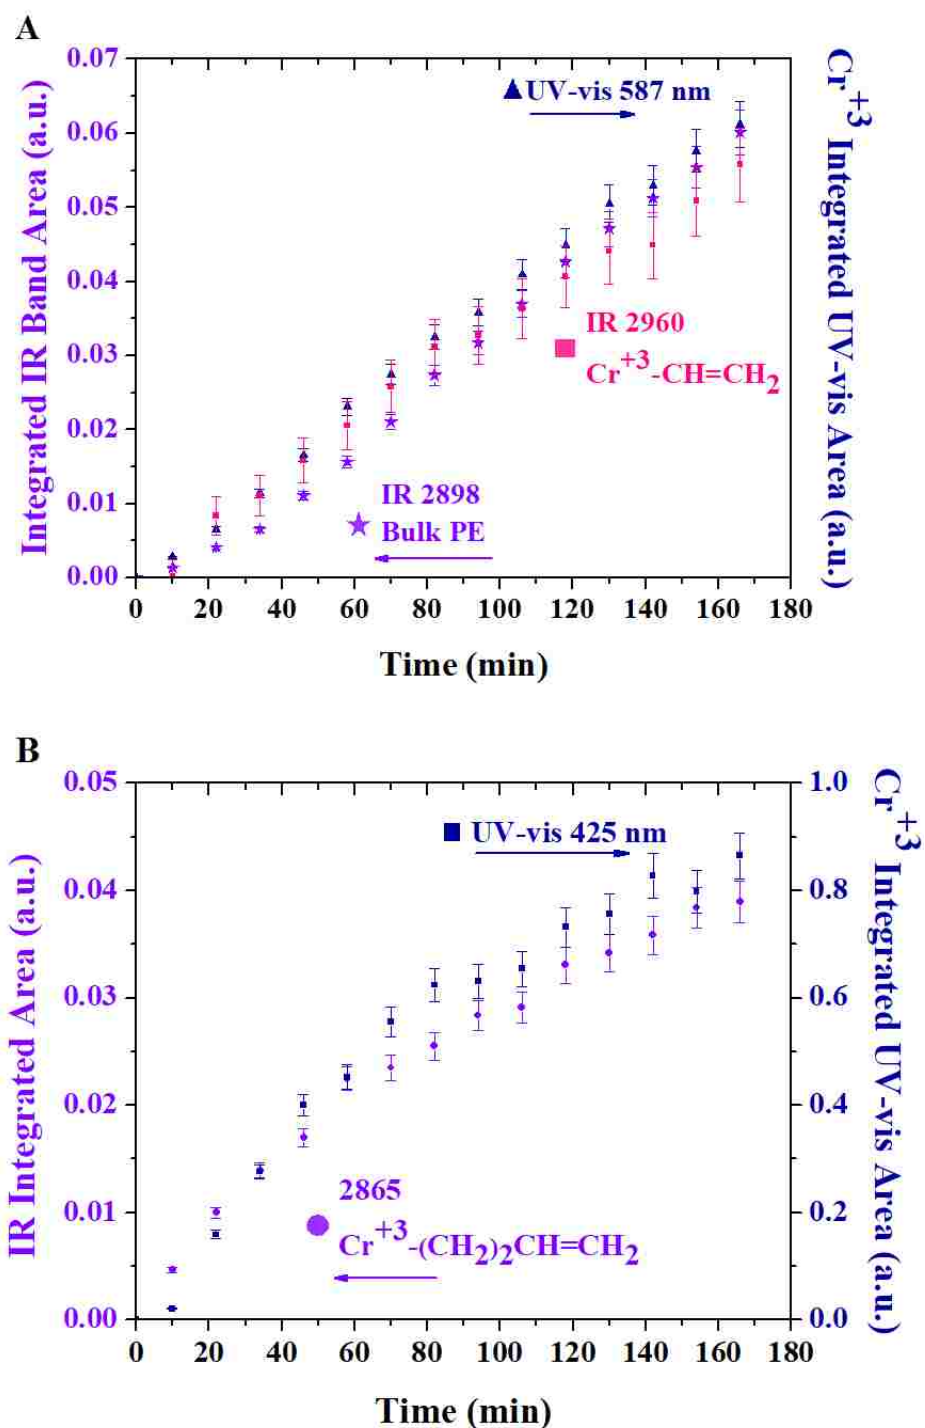 A
Integrated IR Band Area (a.u.)
0.07
0.06
0.05
0.04
0.03
0.02
0.01
0.00
UV-vis 587 nm
IR 2960
Cr+3-CH=CH2
IR 2898
Bulk PE
Cr+3 Integrated UV-vis Area (a.u.)
0 20 40 60 80 100 120 140 160 180
Time (min)
B
IR Integrated Area (a.u.)
0.05
0.04
0.03
0.02
0.01
0.00
UV-vis 425 nm
2865
Cr+3-(CH2)2CH=CH2
1.0
0.8
0.6
0.4
0.2
0.0
Cr+3 Integrated UV-vis Area (a.u.)
0 20 40 60 80 100 120 140 160 180
Time (min)